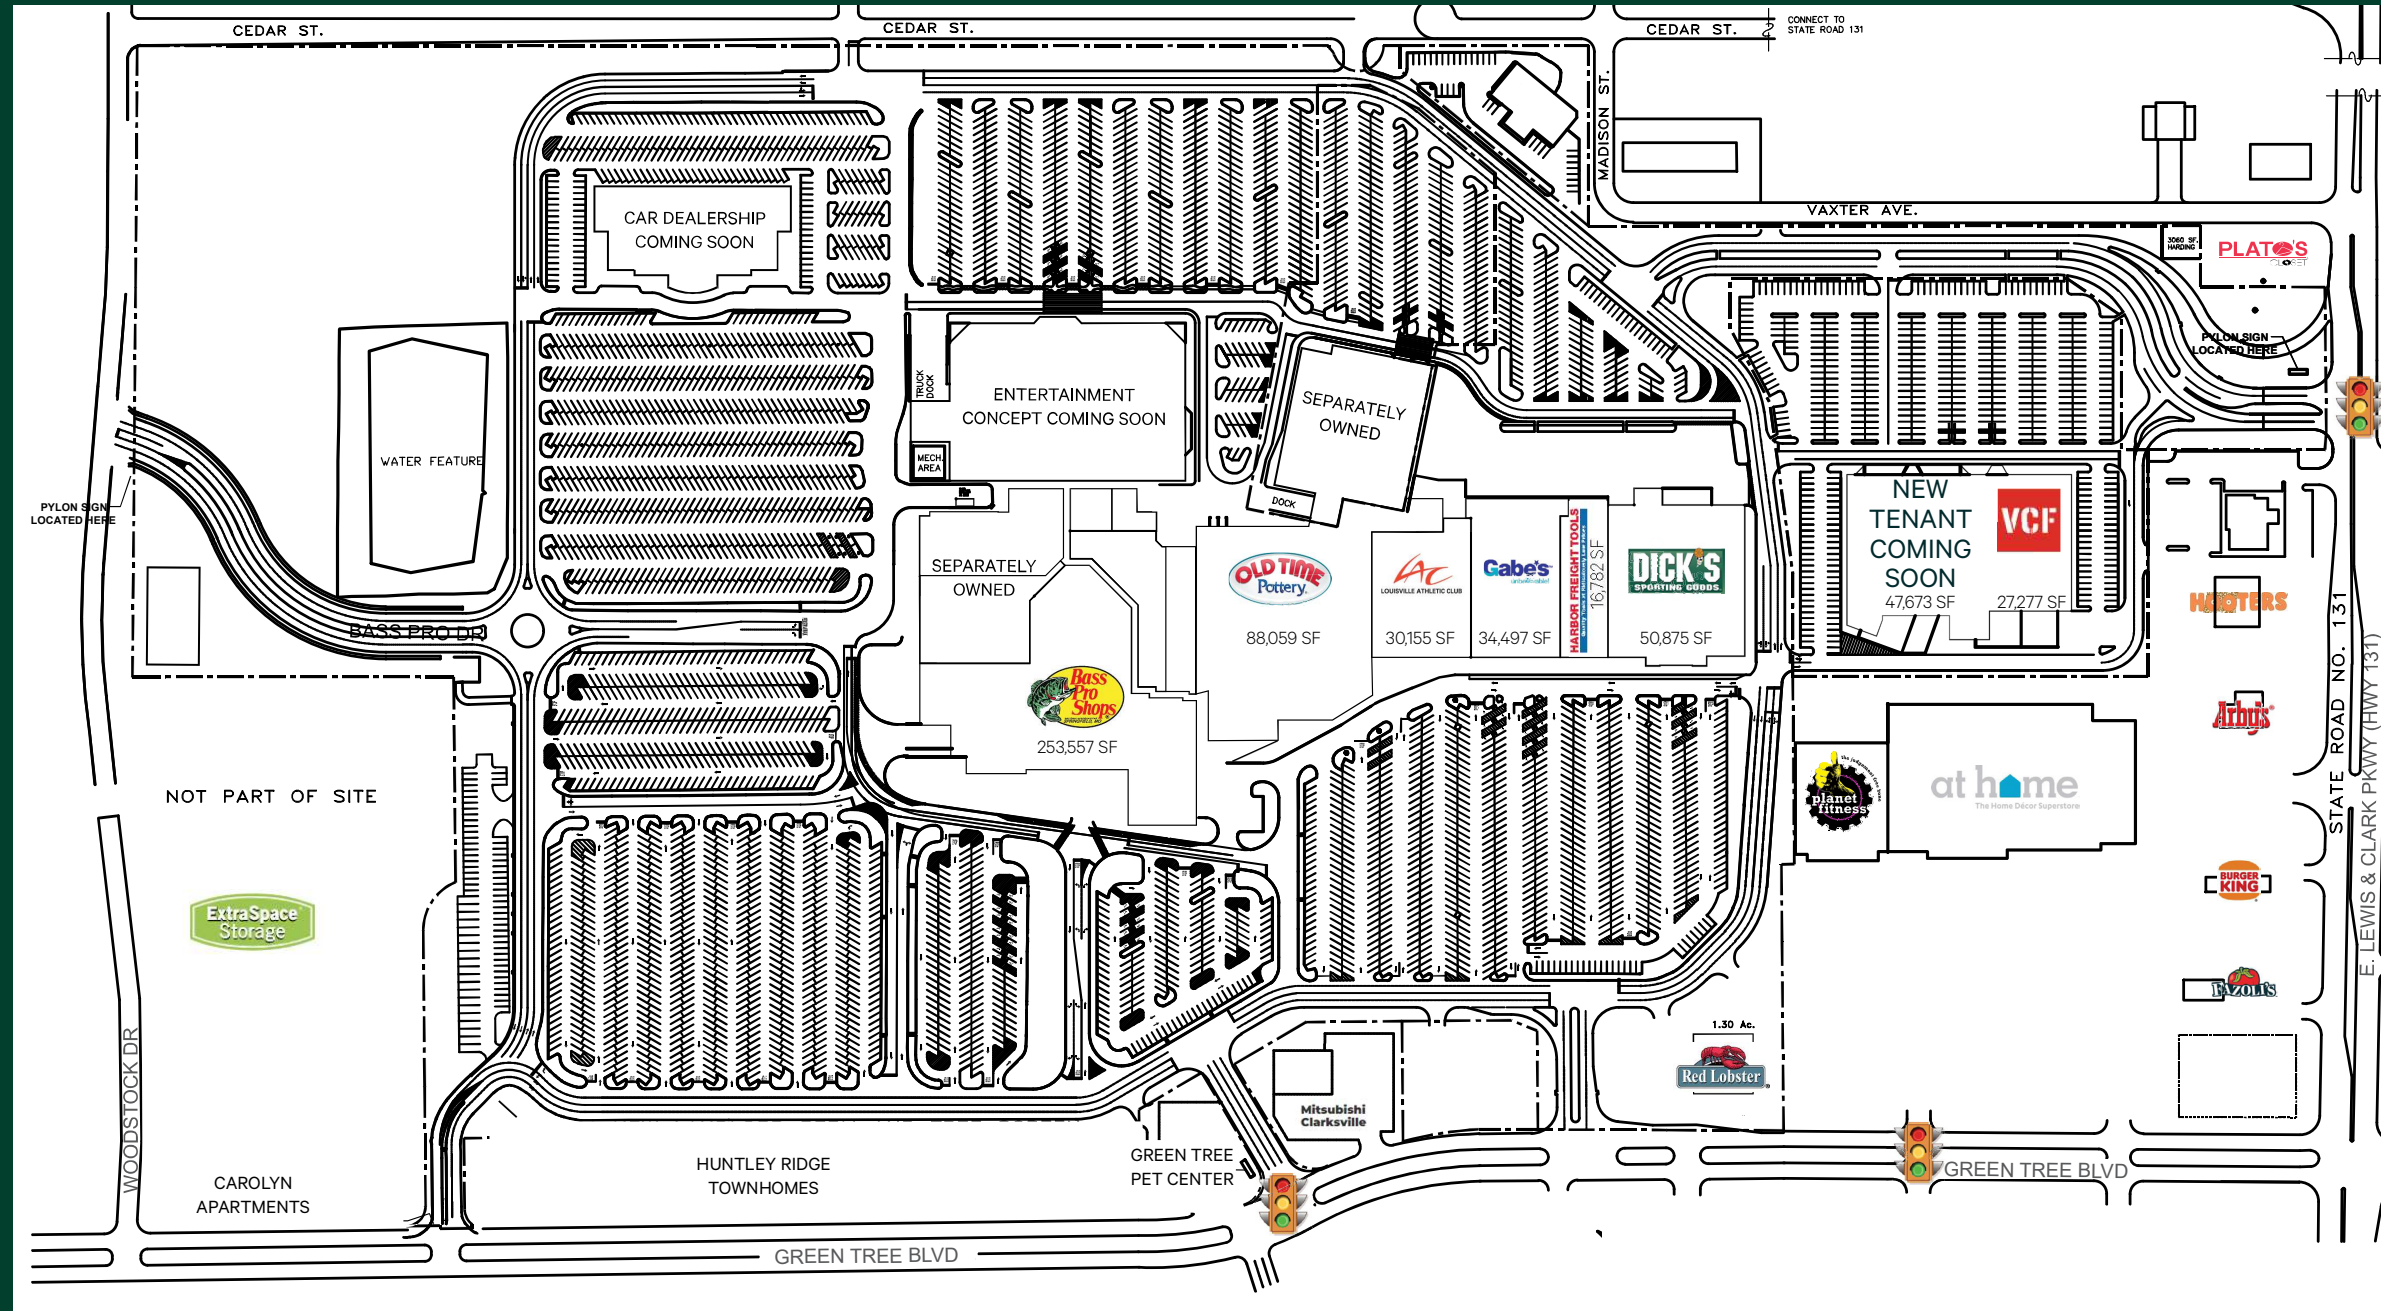 CEDAR ST.
CEDAR ST.
CEDAR ST.
CONNECT TO
STATE ROAD 131
MADISON ST.
VAXTER AVE.
CAR DEALERSHIP
COMING SOON
3060 SF.
HARDING
PLATO'S
CLOSET
PYLON SIGN
LOCATED HERE
TRUCK
DOCK
ENTERTAINMENT
CONCEPT COMING SOON
SEPARATELY
OWNED
MECH.
AREA
DOCK
WATER FEATURE
PYLON SIGN
LOCATED HERE
BASS PRO DR
SEPARATELY
OWNED
Bass
Pro
Shops
253,557 SF
OLD TIME
Pottery
88,059 SF
LAC
LOUISVILLE ATHLETIC CLUB
30,155 SF
Gabe's
34,497 SF
HARBOR FREIGHT TOOLS
16,782 SF
DICK'S
SPORTING GOODS
50,875 SF
NEW
TENANT
COMING
SOON
47,673 SF
VCF
27,277 SF
HOOTERS
STATE ROAD NO. 131
E. LEWIS & CLARK PKWY (HWY 131)
Arby's
planet
fitness
at home
The Home Décor Superstore
BURGER
KING
FAZOLI'S
NOT PART OF SITE
ExtraSpace
Storage
WOODSTOCK DR
1.30 Ac.
Red Lobster
Mitsubishi
Clarksville
GREEN TREE
PET CENTER
HUNTLEY RIDGE
TOWNHOMES
CAROLYN
APARTMENTS
GREEN TREE BLVD
GREEN TREE BLVD